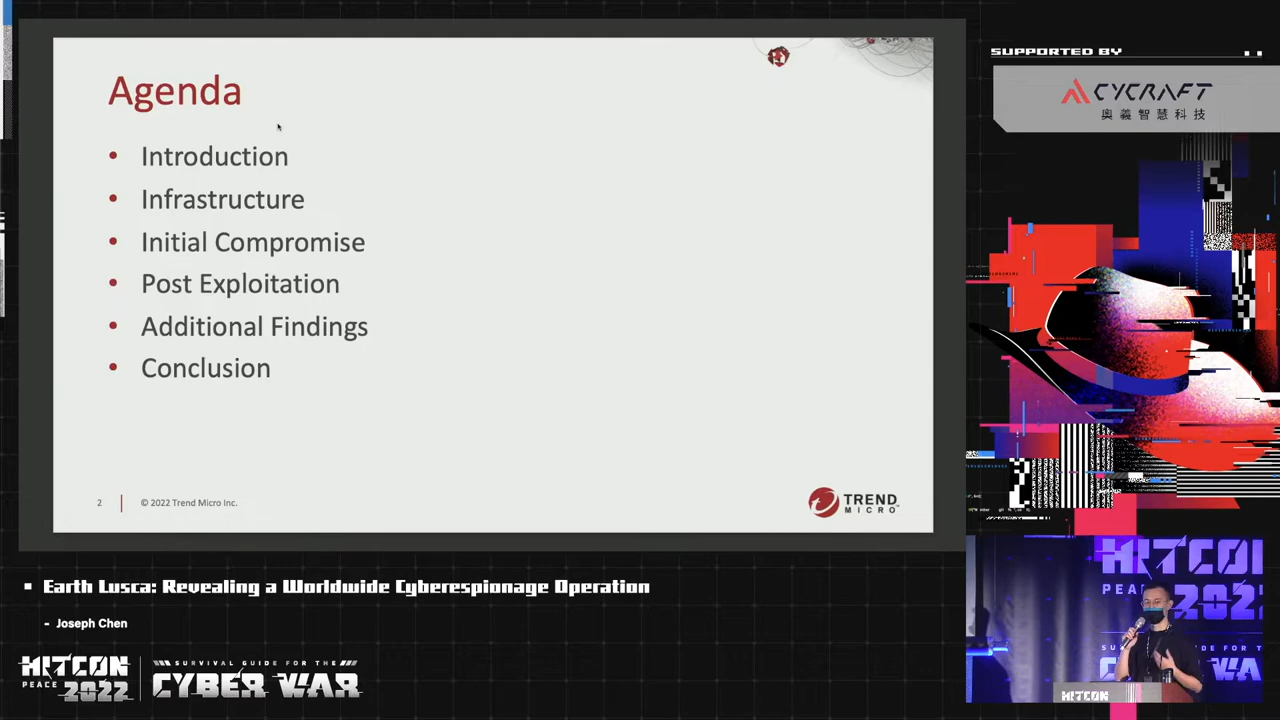 Agenda
• Introduction
• Infrastructure
• Initial Compromise
• Post Exploitation
• Additional Findings
• Conclusion
2
© 2022 Trend Micro Inc.
TREND
MICRO
SUPPORTED BY
CYCRAFT
奧義智慧科技
Earth Lusca: Revealing a Worldwide Cyberespionage Operation
- Joseph Chen
HITCON
PEACE 2022
SURVIVAL GUIDE FOR THE
CYBER WAR
HITCON